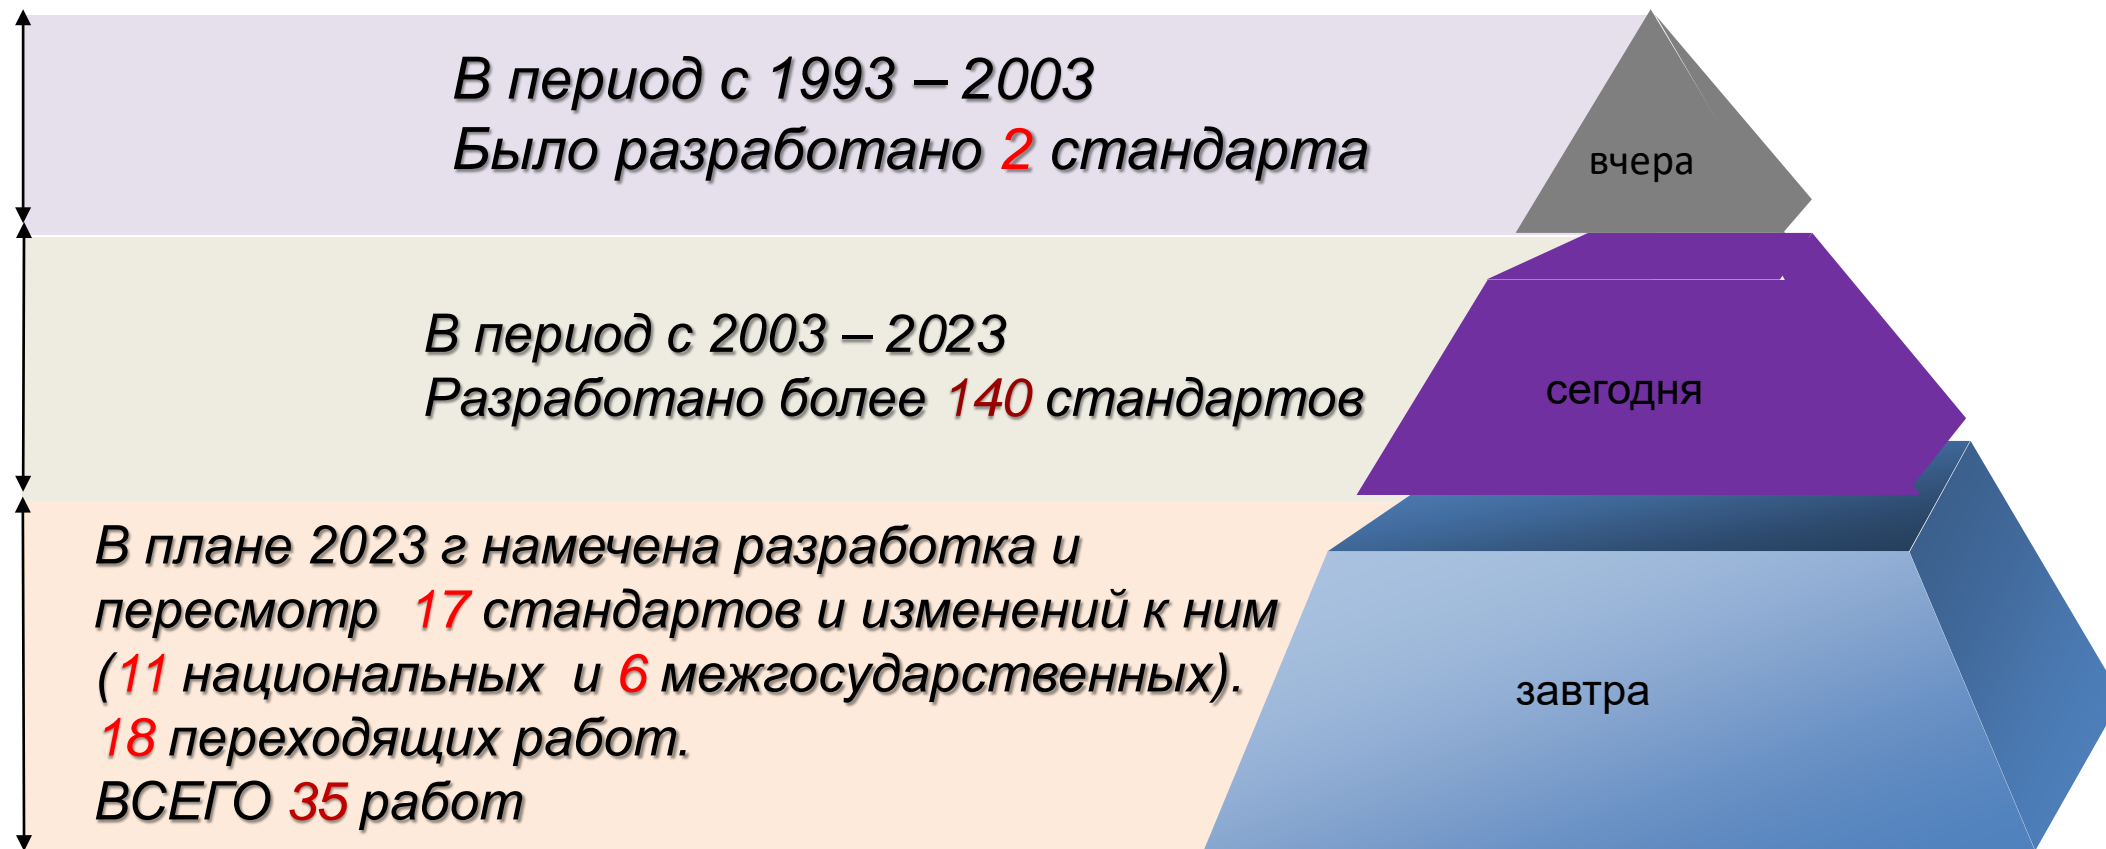 В период с 1993 – 2003
Было разработано 2 стандарта
вчера
В период с 2003 – 2023
Разработано более 140 стандартов
сегодня
В плане 2023 г намечена разработка и
пересмотр 17 стандартов и изменений к ним
(11 национальных и 6 межгосударственных).
18 переходящих работ.
ВСЕГО 35 работ
завтра